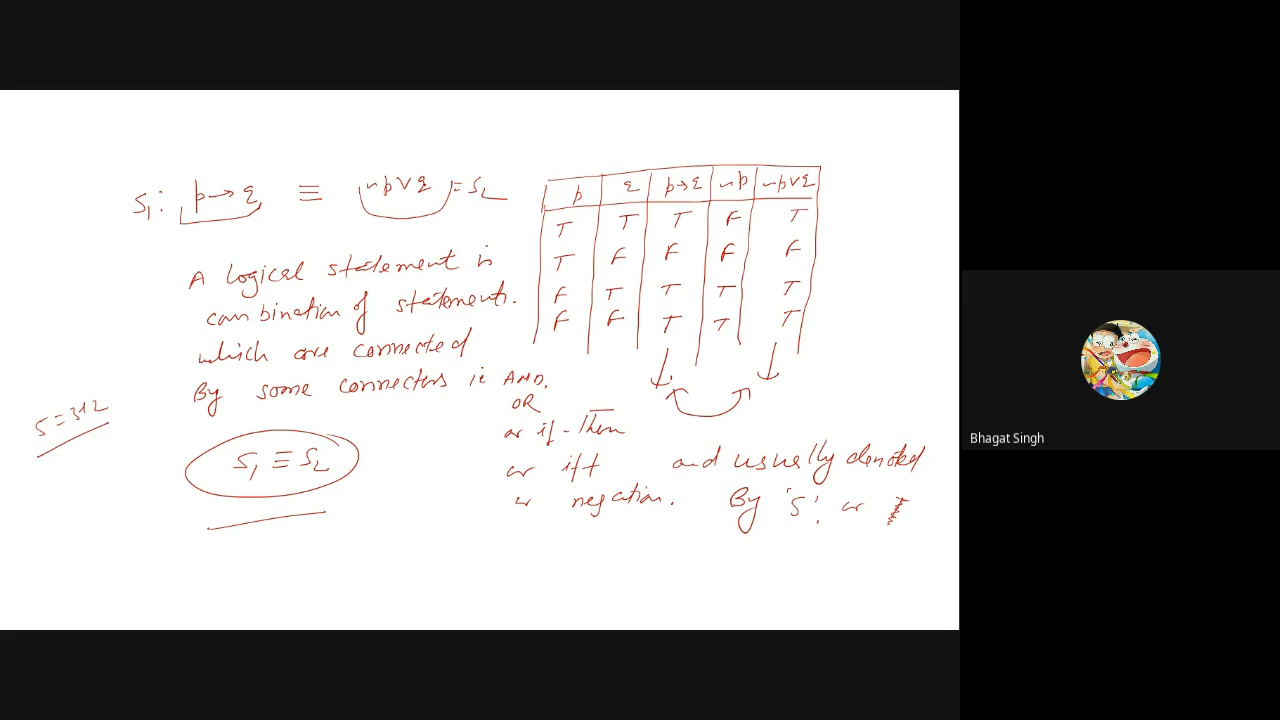 S₁: p→q ≡ ~p∨q = S₂
A logical statement is
combination of statements.
which are connected
By some connectors ie AND,
OR
or if-Then
or iff
or negation.
and usually denoted
By 'S'. or
5=3+2
S₁ ≡ S₂
p q p→q ~p ~p∨q
T T T F T
T F F F F
F T T T T
F F T T T
Bhagat Singh